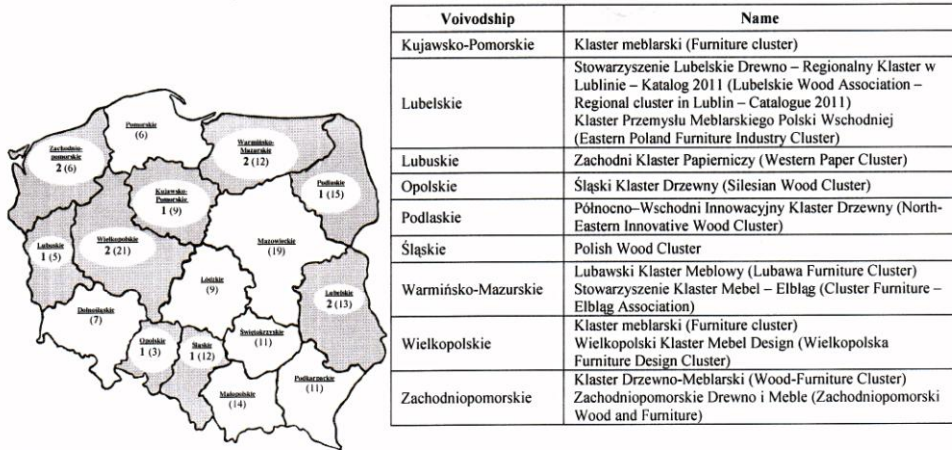 Pomorskie
(6)
Zachodnio-
pomorskie
2 (6)
Warmińsko-
Mazurskie
2 (12)
Podlaskie
1 (15)
Kujawsko-
Pomorskie
1 (9)
Mazowieckie
(19)
Lubuskie
1 (5)
Wielkopolskie
2 (21)
Łódzkie
(9)
Lubelskie
2 (13)
Dolnośląskie
(7)
Opolskie
1 (3)
Śląskie
1 (12)
Świętokrzyskie
(11)
Małopolskie
(14)
Podkarpackie
(11)
Voivodship Name
Kujawsko-Pomorskie Klaster meblarski (Furniture cluster)
Lubelskie
Stowarzyszenie Lubelskie Drewno – Regionalny Klaster w
Lublinie – Katalog 2011 (Lubelskie Wood Association –
Regional cluster in Lublin – Catalogue 2011)
Klaster Przemysłu Meblarskiego Polski Wschodniej
(Eastern Poland Furniture Industry Cluster)
Lubuskie Zachodni Klaster Papierniczy (Western Paper Cluster)
Opolskie Śląski Klaster Drzewny (Silesian Wood Cluster)
Podlaskie
Północno–Wschodni Innowacyjny Klaster Drzewny (North-
Eastern Innovative Wood Cluster)
Śląskie Polish Wood Cluster
Warmińsko-Mazurskie
Lubawski Klaster Meblowy (Lubawa Furniture Cluster)
Stowarzyszenie Klaster Mebel – Elbląg (Cluster Furniture –
Elbląg Association)
Wielkopolskie
Klaster meblarski (Furniture cluster)
Wielkopolski Klaster Mebel Design (Wielkopolska
Furniture Design Cluster)
Zachodniopomorskie
Klaster Drzewno-Meblarski (Wood-Furniture Cluster)
Zachodniopomorskie Drewno i Meble (Zachodniopomorski
Wood and Furniture)